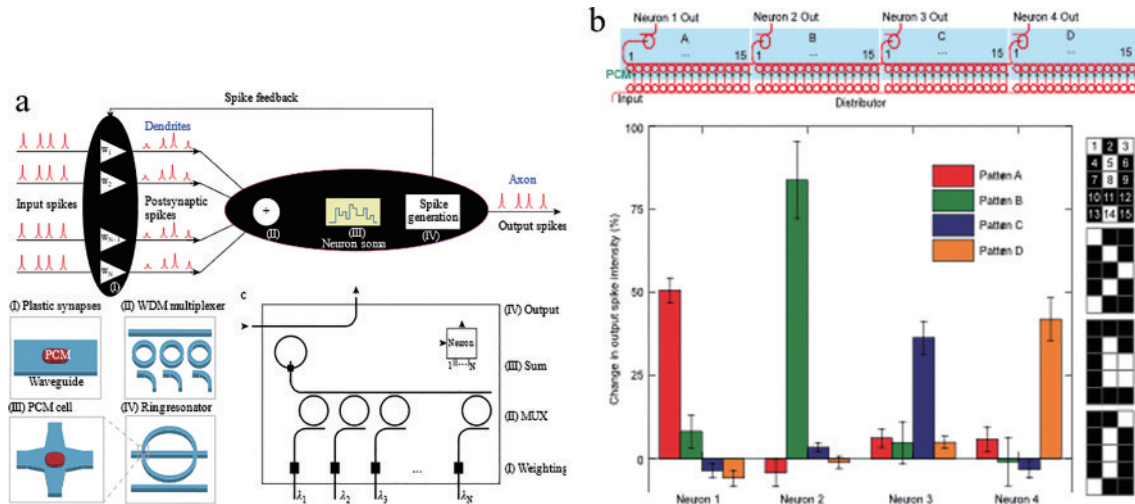 a
Spike feedback
Dendrites
Input spikes
Postsynaptic
spikes
W1
W2
WN-1
WN
(I)
+
(II)
(III)
Neuron soma
Spike
generation
(IV)
Axon
Output spikes
(I) Plastic synapses
PCM
Waveguide
(II) WDM multiplexer
(III) PCM cell
(IV) Ringresonator
c
(IV) Output
Neuron
1 N
(III) Sum
(II) MUX
(I) Weighting
...
λ1 λ2 λ3 λN
b
Neuron 1 Out Neuron 2 Out Neuron 3 Out Neuron 4 Out
A B C D
1 ... 15 1 ... 15 1 ... 15 1 ... 15
PCM
Input
Distributor
Change in output spike intensity (%)
100
50
0
Patten A
Patten B
Patten C
Patten D
Neuron 1 Neuron 2 Neuron 3 Neuron 4
1 2 3
4 5 6
7 8 9
10 11 12
13 14 15